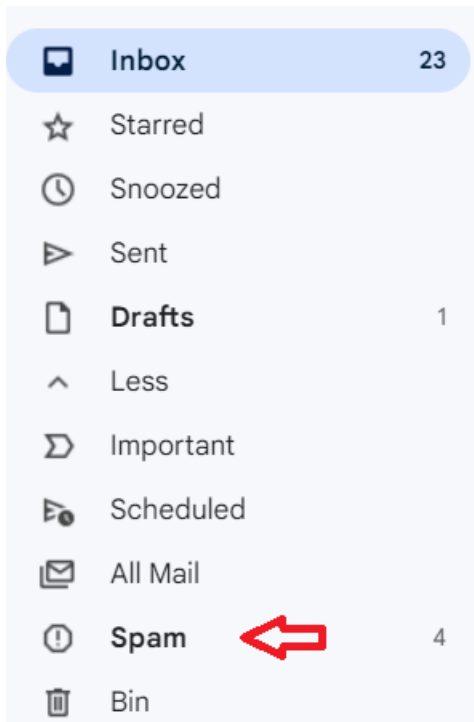 Inbox 23
Starred
Snoozed
Sent
Drafts 1
Less
Important
Scheduled
All Mail
Spam 4
Bin